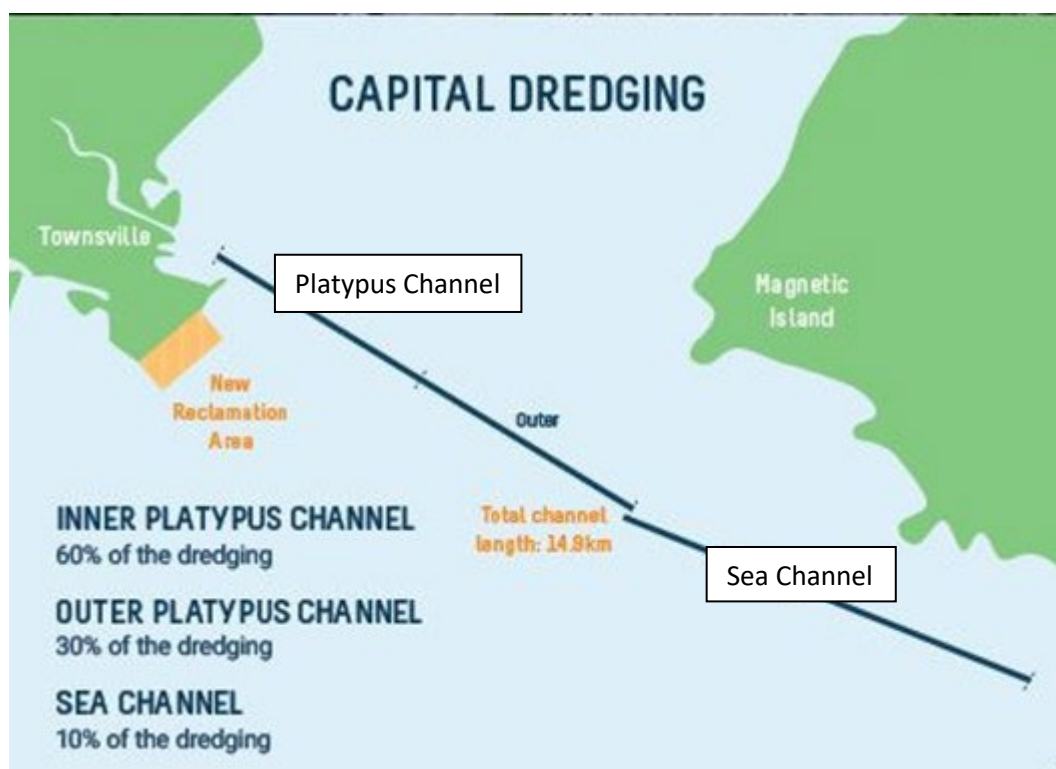 CAPITAL DREDGING
Townsville
Platypus Channel
Magnetic
Island
New
Reclamation
Area
Outer
Total channel
length: 14.9km
Sea Channel
INNER PLATYPUS CHANNEL
60% of the dredging
OUTER PLATYPUS CHANNEL
30% of the dredging
SEA CHANNEL
10% of the dredging